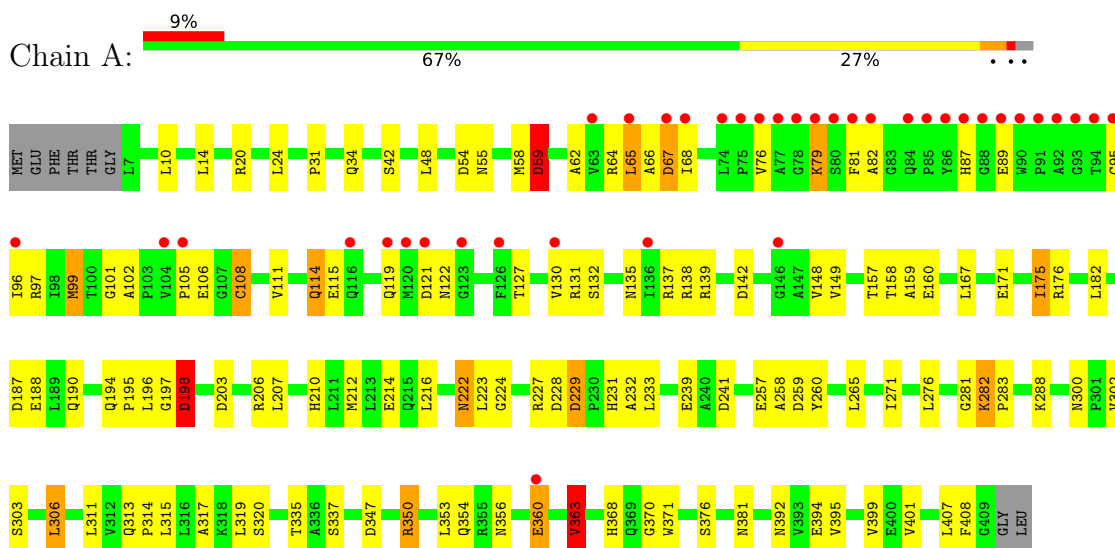 9%
Chain A:
67% 27% . . .
MET GLU PHE THR THR GLY L7 L10 L14 R20 L24 P31 Q34 S42 L48 D54 N55 M58 D59 A62 V63 R64 L65 A66 D67 I68 L74 P75 V76 A77 G78 K79 S80 F81 A82 G83 Q84 P85 Y86 H87 G88 E89 W90 P91 A92 G93 T94 G95
I96 R97 I98 M99 T100 G101 A102 P103 V104 P105 E106 G107 C108 V111 Q114 E115 Q116 Q119 M120 D121 N122 G123 F126 T127 V130 R131 S132 N135 I136 R137 R138 R139 D142 G146 A147 V148 V149 T157 T158 A159 E160 L167 E171 I175 R176 L182
D187 E188 L189 Q190 Q194 P195 L196 G197 D198 D203 R206 L207 H210 L211 M212 L213 E214 Q215 L216 N222 L223 G224 R227 D228 D229 P230 H231 A232 L233 E239 A240 D241 E257 A258 D259 Y260 L265 I271 L276 G281 K282 P283 K288 N300 P301 V302
S303 L306 L311 V312 Q313 P314 L315 L316 A317 K318 L319 S320 T335 A336 S337 D347 R350 L353 Q354 R355 N356 E360 V363 H368 Q369 G370 W371 S376 N381 N392 V393 E394 V395 V399 E400 V401 L407 F408 G409 GLY LEU